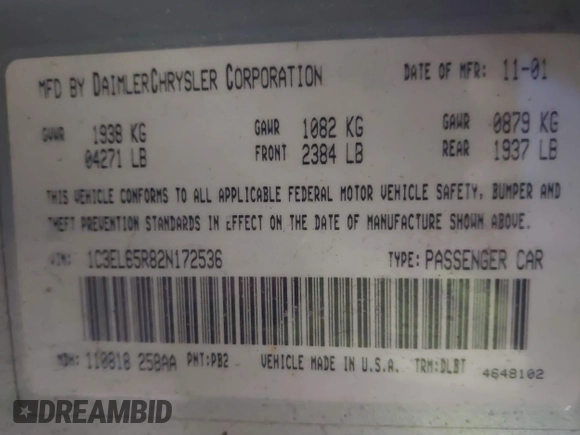 MFD BY DAIMLERCHRYSLER CORPORATION DATE OF MFR: 11-01
GVWR 1938 KG GAWR 1082 KG GAWR 0879 KG
04271 LB FRONT 2384 LB REAR 1937 LB
THIS VEHICLE CONFORMS TO ALL APPLICABLE FEDERAL MOTOR VEHICLE SAFETY, BUMPER AND
THEFT PREVENTION STANDARDS IN EFFECT ON THE DATE OF MANUFACTURE SHOWN ABOVE.
VIN: 1C3EL65R82N172536 TYPE: PASSENGER CAR
MDH: 110818 258AA PNT:PB2 VEHICLE MADE IN U.S.A. TRM:DLBT
4648102
DREAMBID